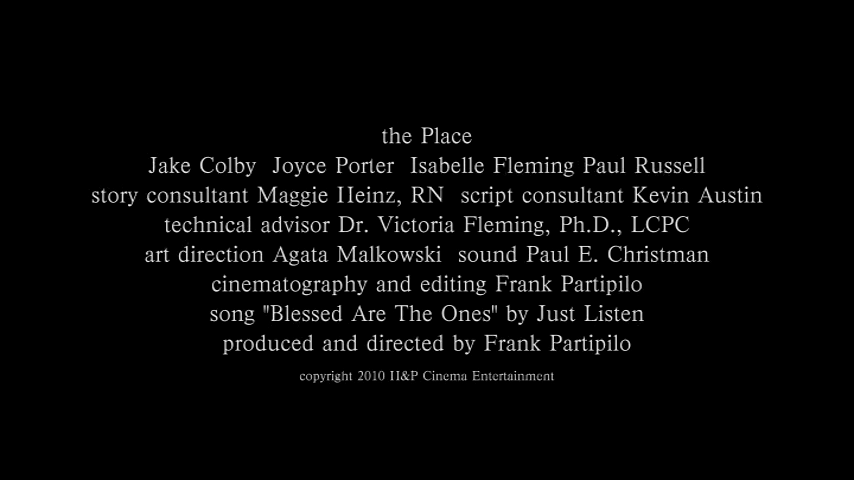 the Place
Jake Colby Joyce Porter Isabelle Fleming Paul Russell
story consultant Maggie Heinz, RN script consultant Kevin Austin
technical advisor Dr. Victoria Fleming, Ph.D., LCPC
art direction Agata Malkowski sound Paul E. Christman
cinematography and editing Frank Partipilo
song "Blessed Are The Ones" by Just Listen
produced and directed by Frank Partipilo
copyright 2010 H&P Cinema Entertainment